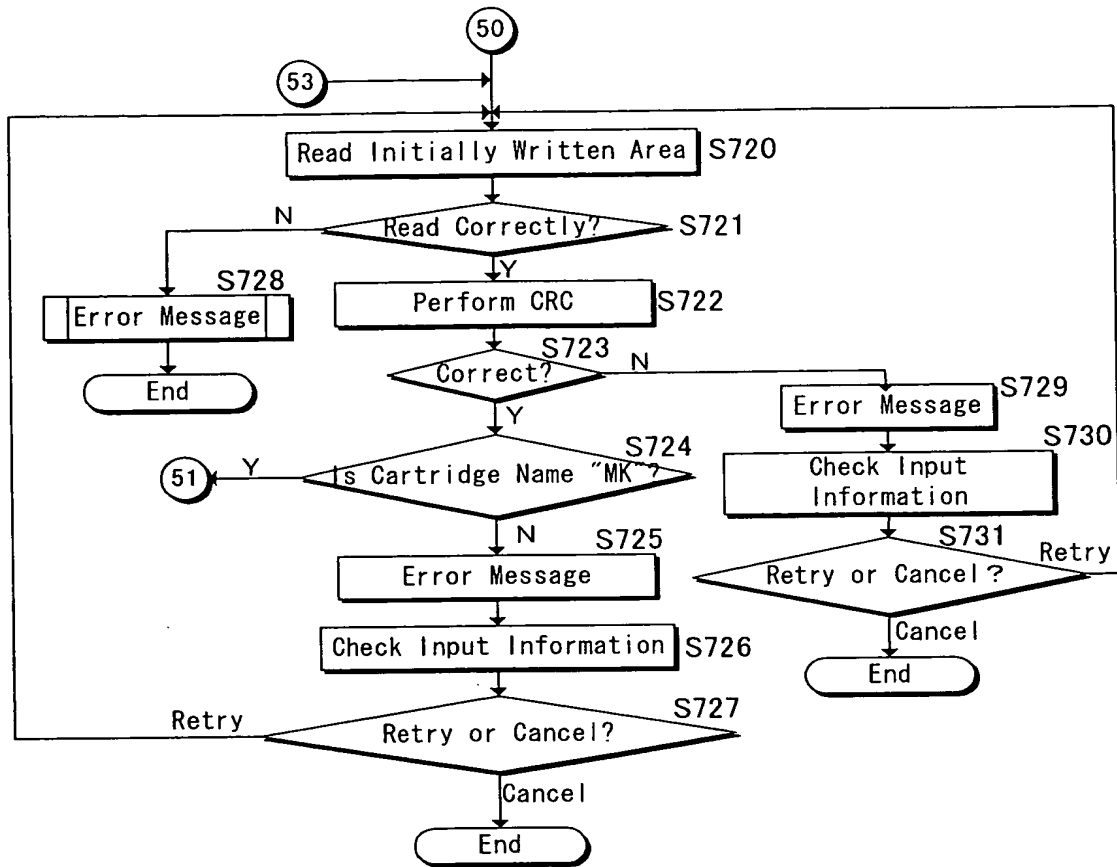 50
53
Read Initially Written Area S720
N
Read Correctly? S721
Y
S728
Error Message
End
Perform CRC S722
S723
Correct?
N
Y
S729
Error Message
S730
Check Input
Information
S731
Retry or Cancel?
Retry
Cancel
End
S724
51
Y
Is Cartridge Name "MK"?
N
S725
Error Message
Check Input Information S726
S727
Retry
Retry or Cancel?
Cancel
End